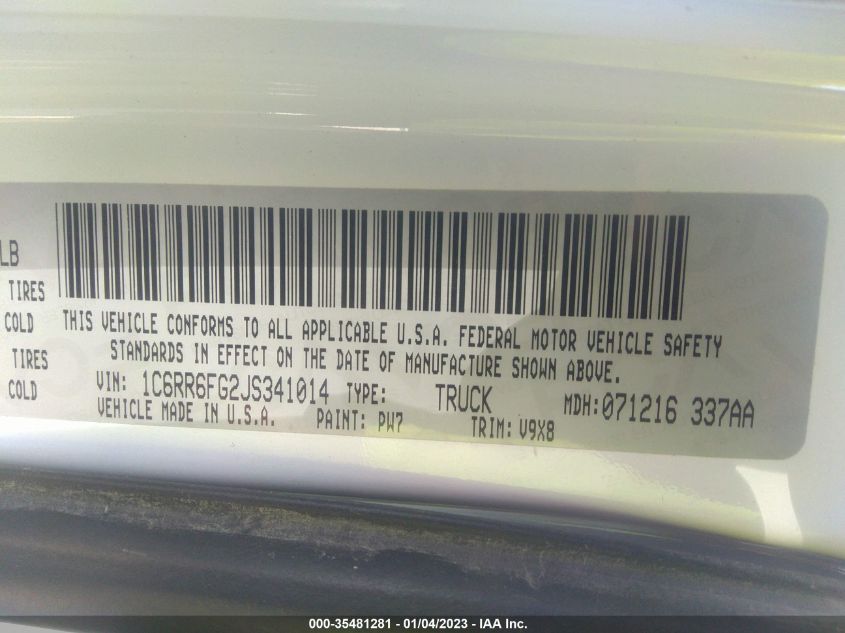 LB
TIRES
COLD
THIS VEHICLE CONFORMS TO ALL APPLICABLE U.S.A. FEDERAL MOTOR VEHICLE SAFETY
TIRES
STANDARDS IN EFFECT ON THE DATE OF MANUFACTURE SHOWN ABOVE.
COLD
VIN: 1C6RR6FG2JS341014 TYPE: TRUCK MDH:071216 337AA
VEHICLE MADE IN U.S.A. PAINT: PW7 TRIM: V9X8
000-35481281 - 01/04/2023 - IAA Inc.